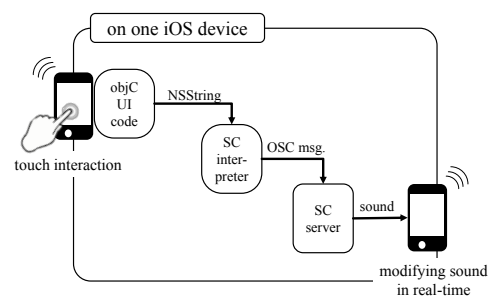 on one iOS device
objC
UI
code
NSString
touch interaction
SC
inter-
preter
OSC msg.
SC
server
sound
modifying sound
in real-time